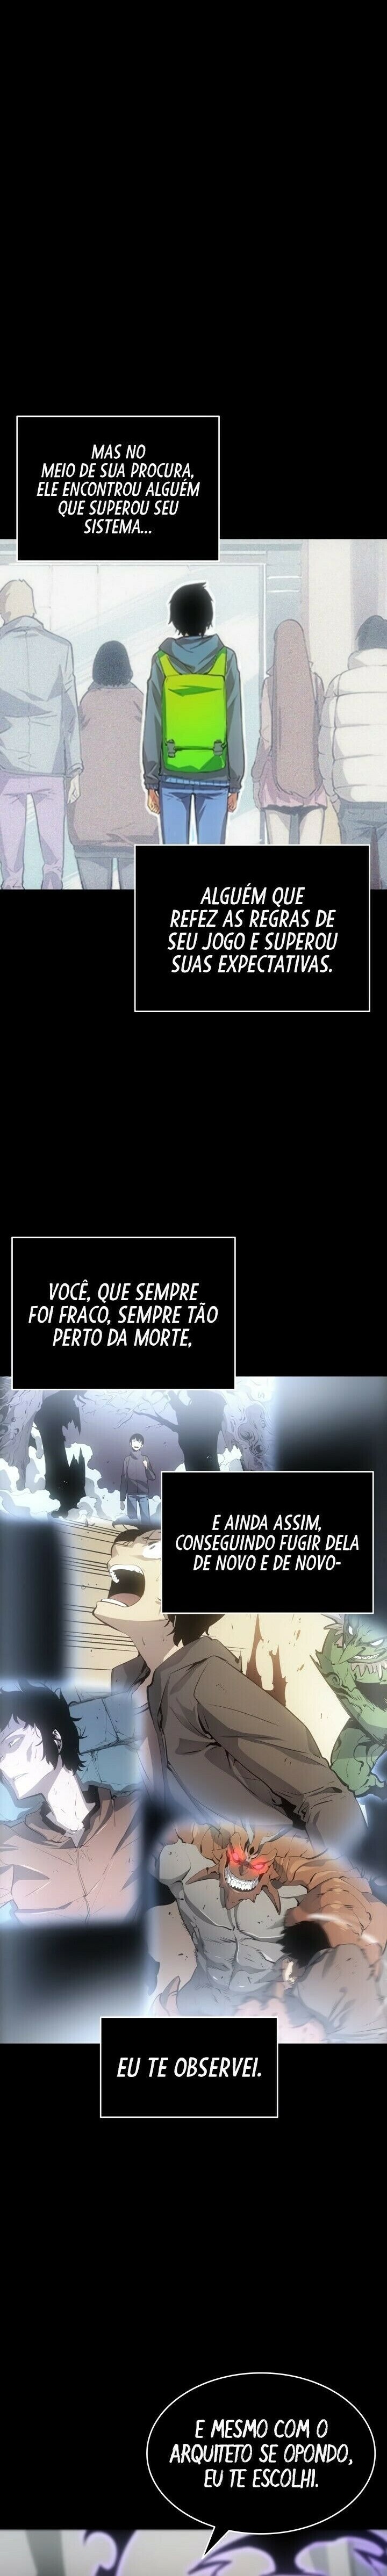 MAS NO
MEIO DE SUA PROCURA,
ELE ENCONTROU ALGUÉM
QUE SUPEROU SEU
SISTEMA...
ALGUÉM QUE
REFEZ AS REGRAS DE
SEU JOGO E SUPEROU
SUAS EXPECTATIVAS.
VOCÊ, QUE SEMPRE
FOI FRACO, SEMPRE TÃO
PERTO DA MORTE,
E AINDA ASSIM,
CONSEGUINDO FUGIR DELA
DE NOVO E DE NOVO-
EU TE OBSERVEI.
E MESMO COM O
ARQUITETO SE OPONDO,
EU TE ESCOLHI.